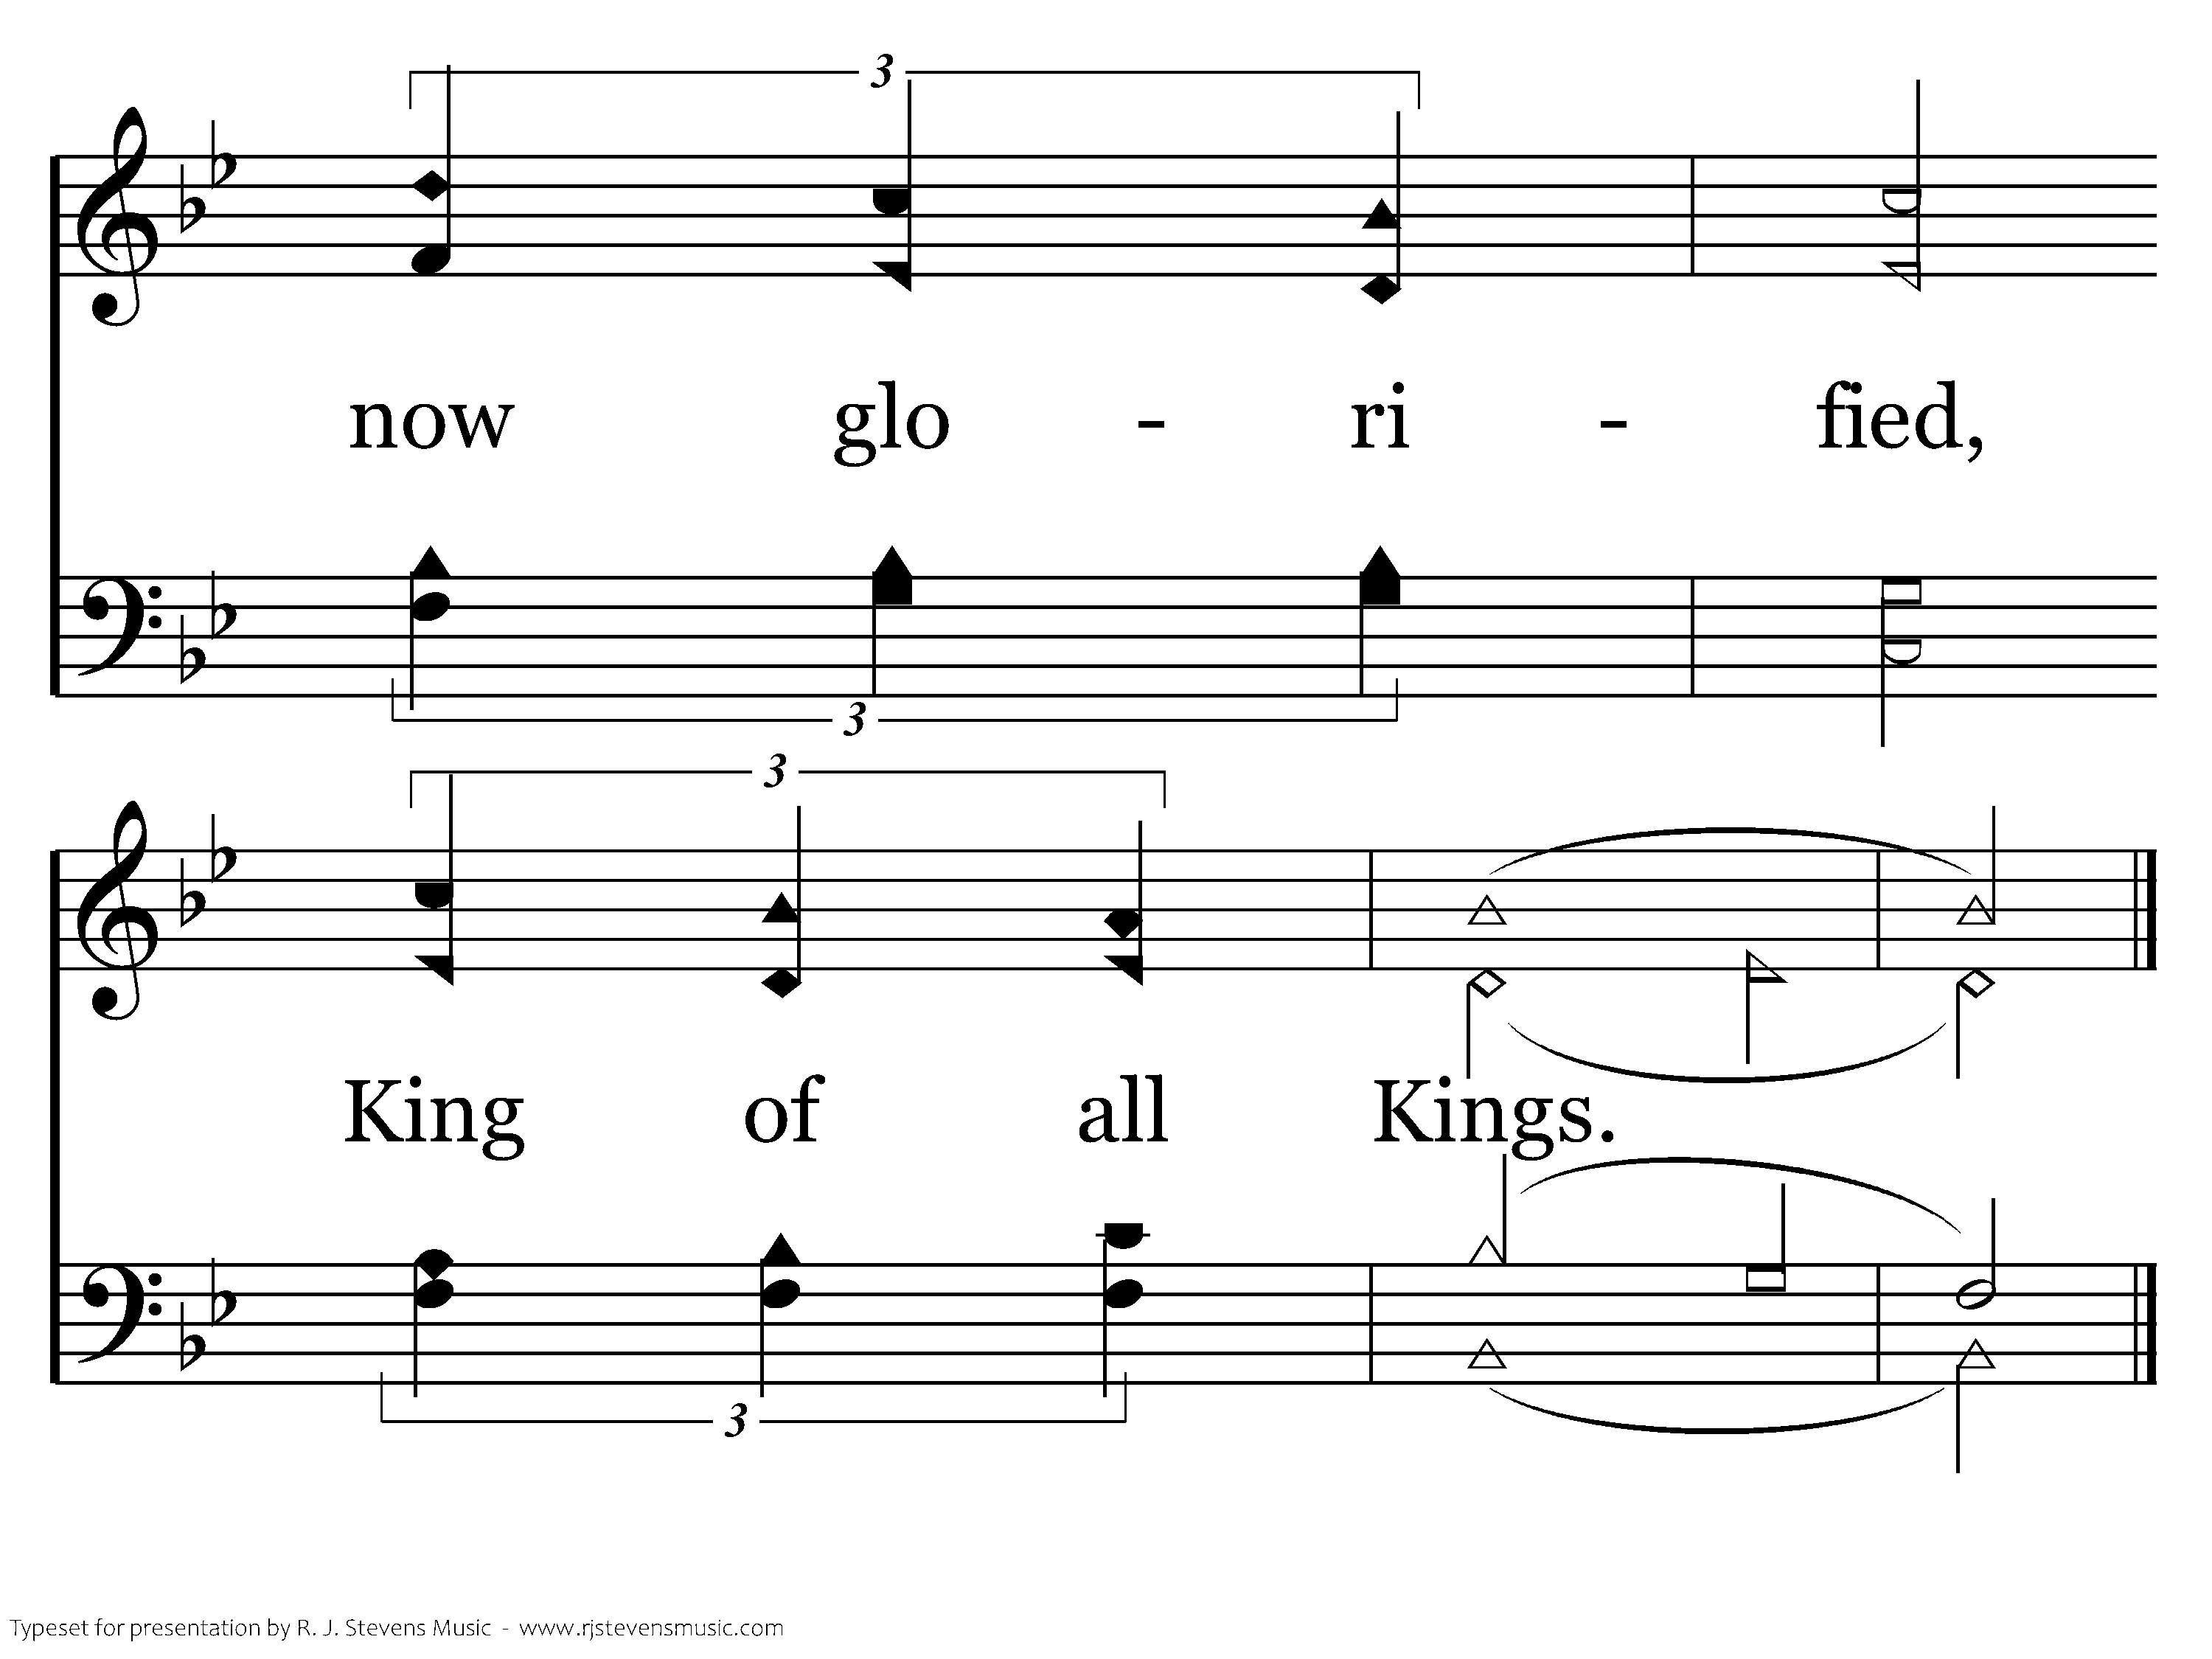 3
now glo - ri - fied,
3
3
King of all Kings.
3
Typeset for presentation by R. J. Stevens Music - www.rjstevensmusic.com